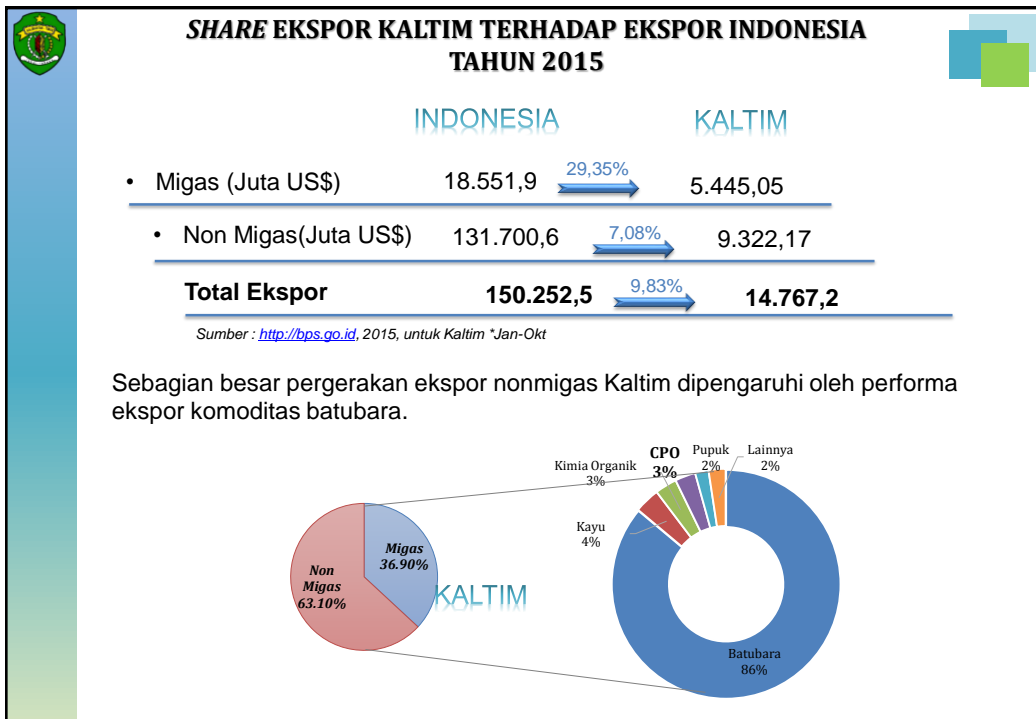 SHARE EKSPOR KALTIM TERHADAP EKSPOR INDONESIA
TAHUN 2015
INDONESIA KALTIM
• Migas (Juta US$) 18.551,9 29,35% 5.445,05
• Non Migas(Juta US$) 131.700,6 7,08% 9.322,17
Total Ekspor 150.252,5 9,83% 14.767,2
Sumber : http://bps.go.id, 2015, untuk Kaltim *Jan-Okt
Sebagian besar pergerakan ekspor nonmigas Kaltim dipengaruhi oleh performa
ekspor komoditas batubara.
Kimia Organik
3%
CPO
3%
Pupuk
2%
Lainnya
2%
Kayu
4%
Migas
36.90%
Non
Migas
63.10%
KALTIM
Batubara
86%